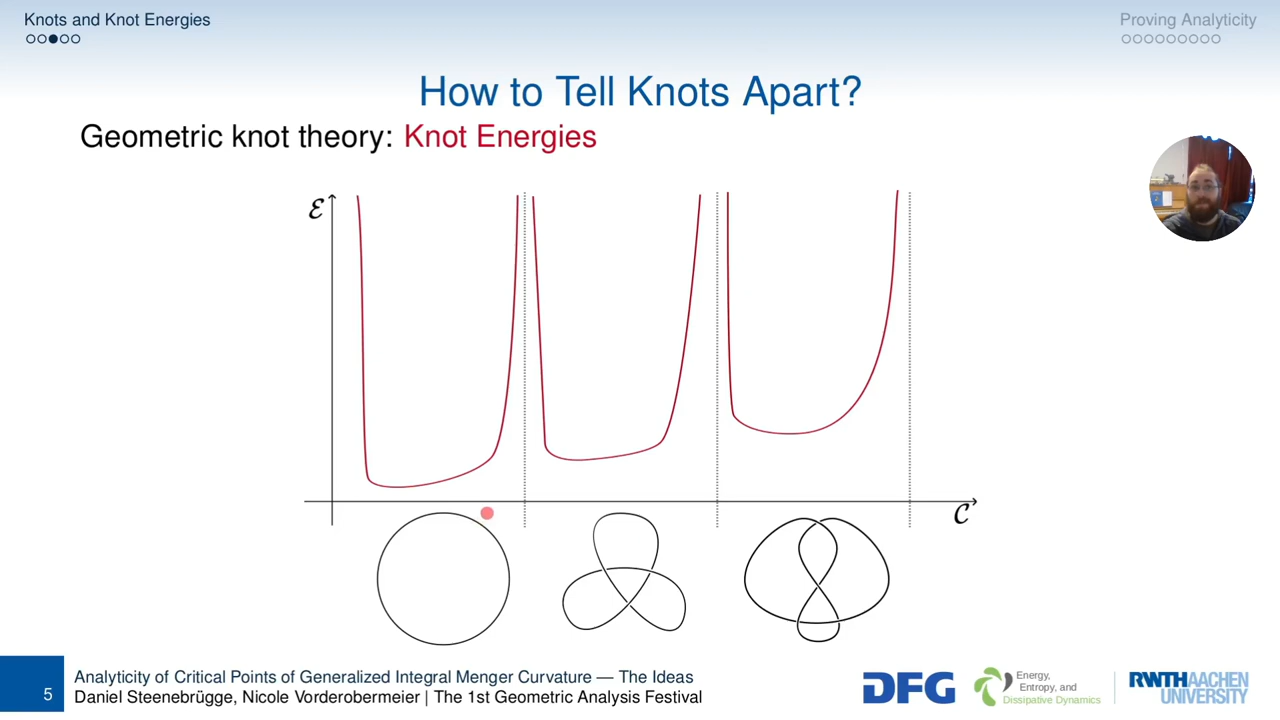 Knots and Knot Energies
Proving Analyticity
How to Tell Knots Apart?
Geometric knot theory: Knot Energies
ℰ
𝒞
5
Analyticity of Critical Points of Generalized Integral Menger Curvature — The Ideas
Daniel Steenebrügge, Nicole Vorderobermeier | The 1st Geometric Analysis Festival
DFG
Energy,
Entropy, and
Dissipative Dynamics
RWTHAACHEN
UNIVERSITY